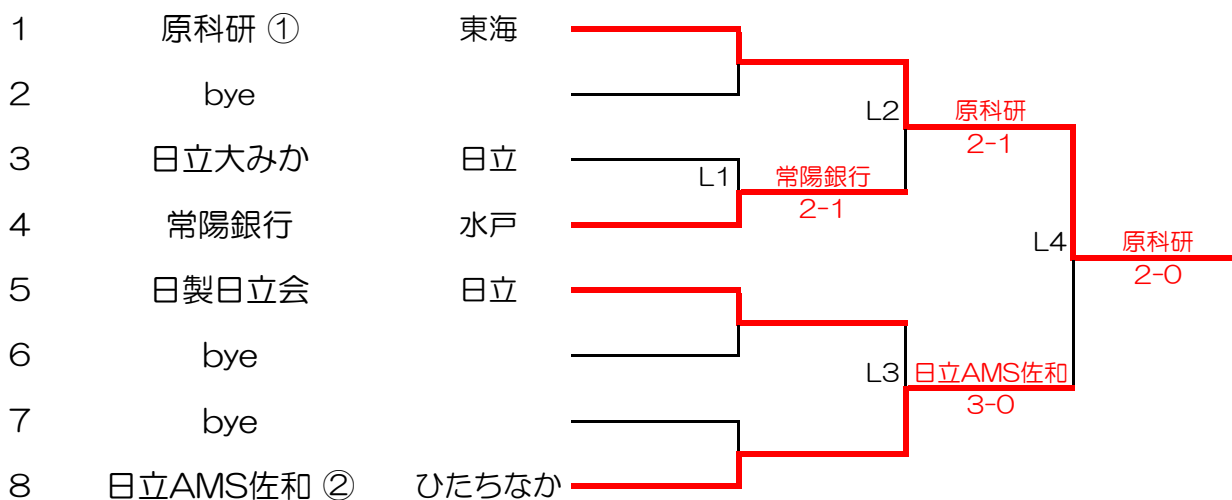 1 原科研 ① 東海
2 bye
L2 原科研
2-1
3 日立大みか 日立
L1 常陽銀行
2-1
4 常陽銀行 水戸
L4 原科研
2-0
5 日製日立会 日立
6 bye
L3 日立AMS佐和
3-0
7 bye
8 日立AMS佐和 ② ひたちなか